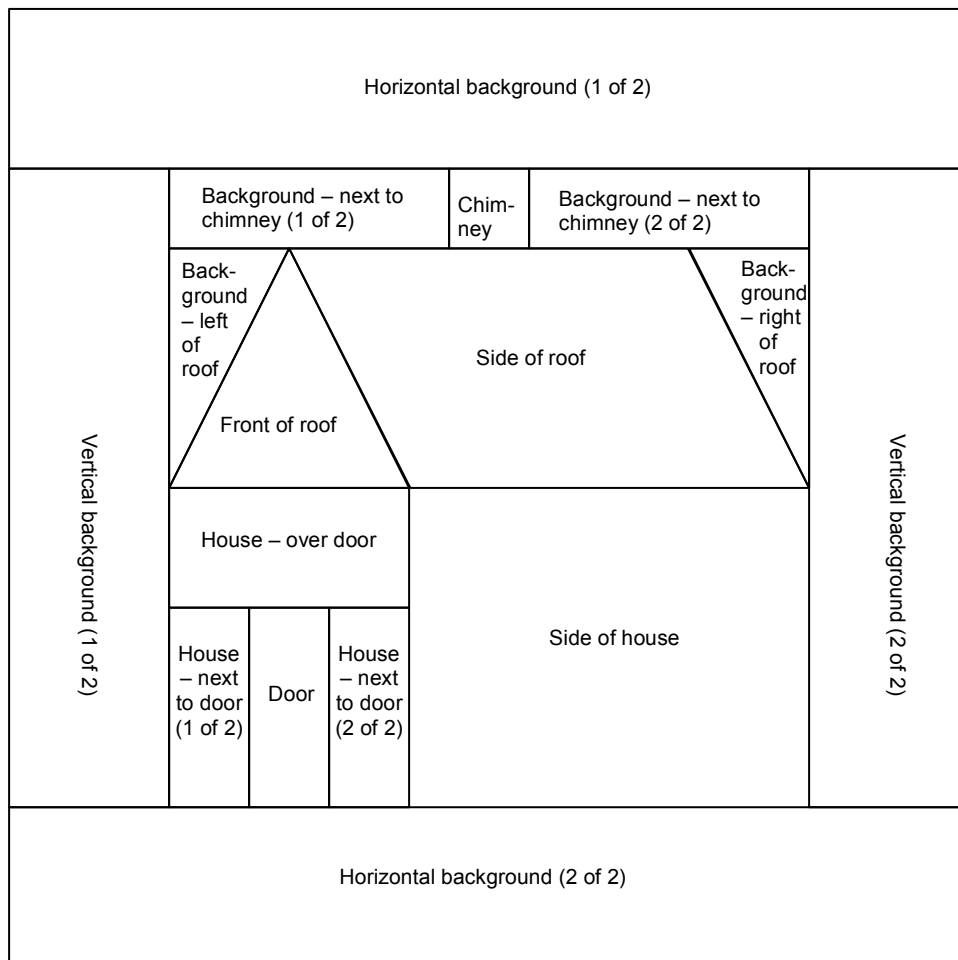 Horizontal background (1 of 2)
Background – next to
chimney (1 of 2)
Chim-
ney
Background – next to
chimney (2 of 2)
Back-
ground
– left
of
roof
Front of roof
Side of roof
Back-
ground
– right
of
roof
Vertical background (1 of 2)
House – over door
House
– next
to door
(1 of 2)
Door
House
– next
to door
(2 of 2)
Side of house
Vertical background (2 of 2)
Horizontal background (2 of 2)